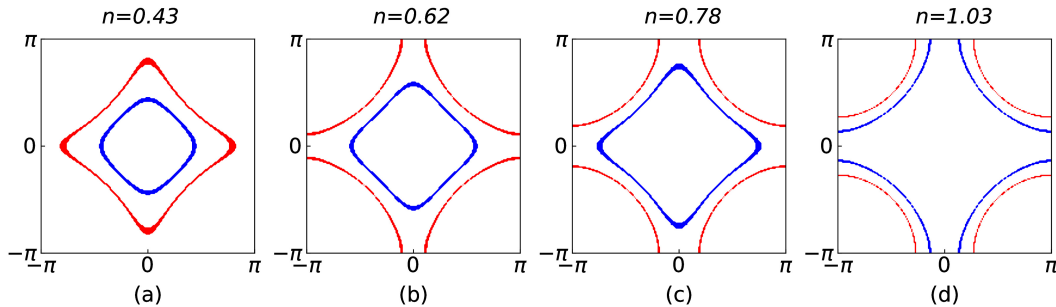 n=0.43 n=0.62 n=0.78 n=1.03
π π π π
0 0 0 0
−π −π −π −π
−π 0 π −π 0 π −π 0 π −π 0 π
(a) (b) (c) (d)